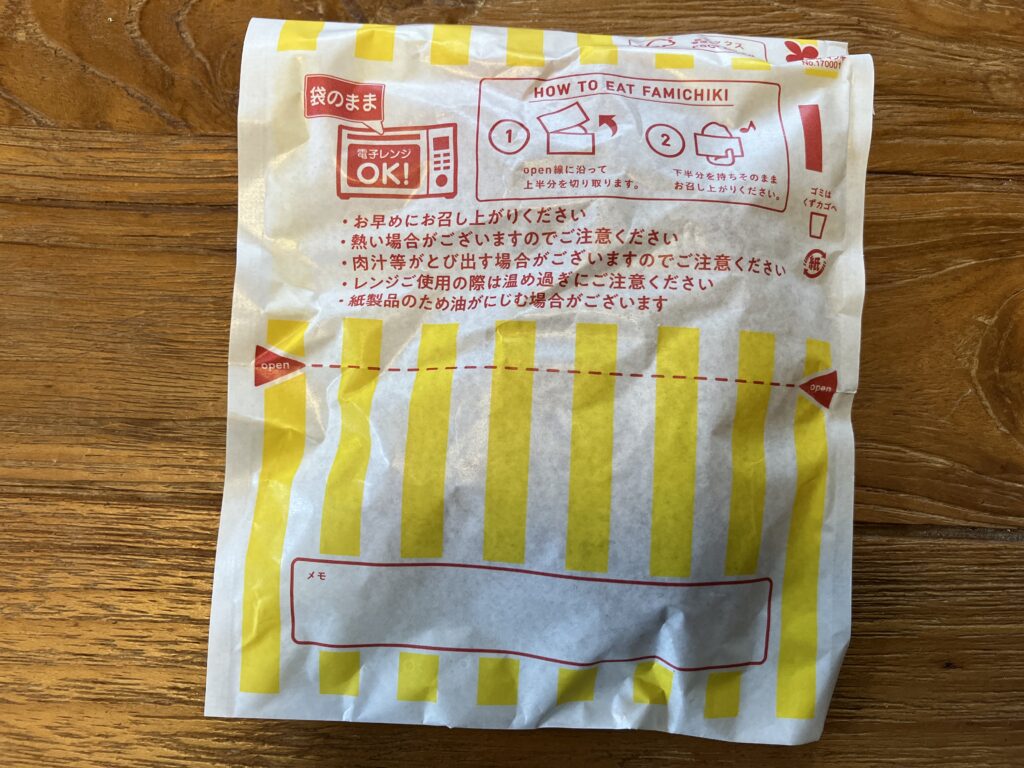 No.170001
袋のまま
電子レンジ
OK!
HOW TO EAT FAMICHIKI
1
open線に沿って
上半分を切り取ります。
2
下半分を持ちそのまま
お召し上がりください。
ゴミは
くずカゴへ
紙
・お早めにお召し上がりください
・熱い場合がございますのでご注意ください
・肉汁等がとび出す場合がございますのでご注意ください
・レンジご使用の際は温め過ぎにご注意ください
・紙製品のため油がにじむ場合がございます
open
open
メモ